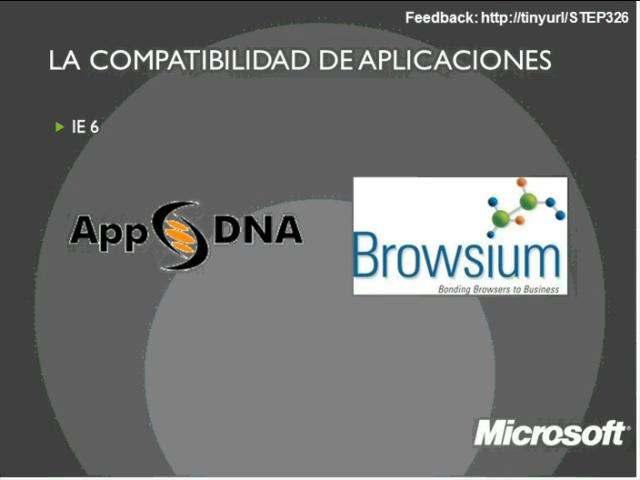 Feedback: http://tinyurl/STEP326
LA COMPATIBILIDAD DE APLICACIONES
IE 6
App DNA
Browsium
Bonding Browsers to Business
Microsoft